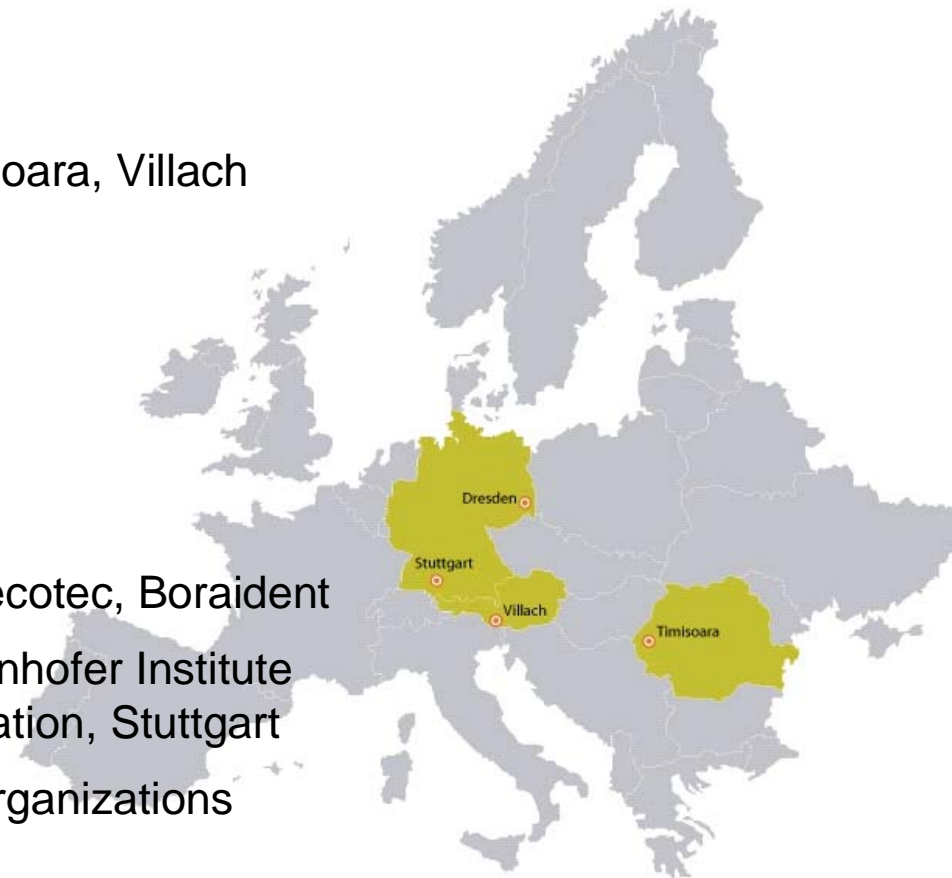 oara, Villach
Dresden
Stuttgart
Villach
Timisoara
ecotec, Boraident
nhofer Institute
ation, Stuttgart
rganizations